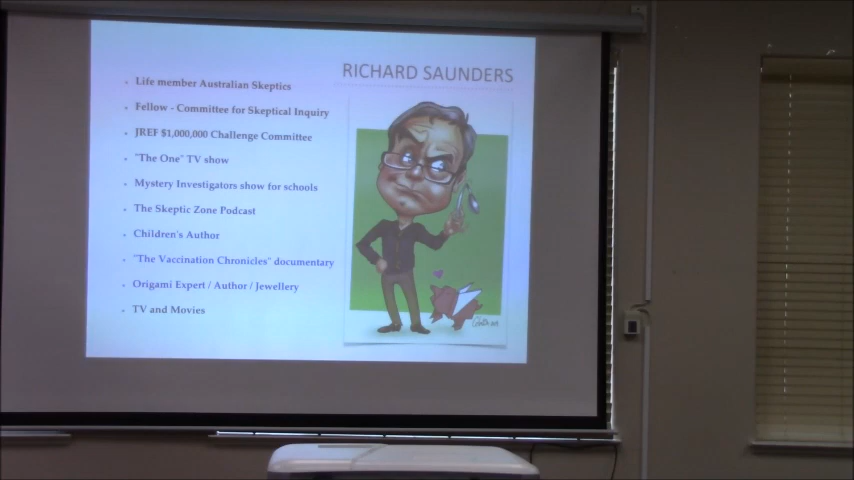 RICHARD SAUNDERS
Life member Australian Skeptics
Fellow - Committee for Skeptical Inquiry
JREF $1,000,000 Challenge Committee
"The One" TV show
Mystery Investigators show for schools
The Skeptic Zone Podcast
Children's Author
"The Vaccination Chronicles" documentary
Origami Expert / Author / Jewellery
TV and Movies